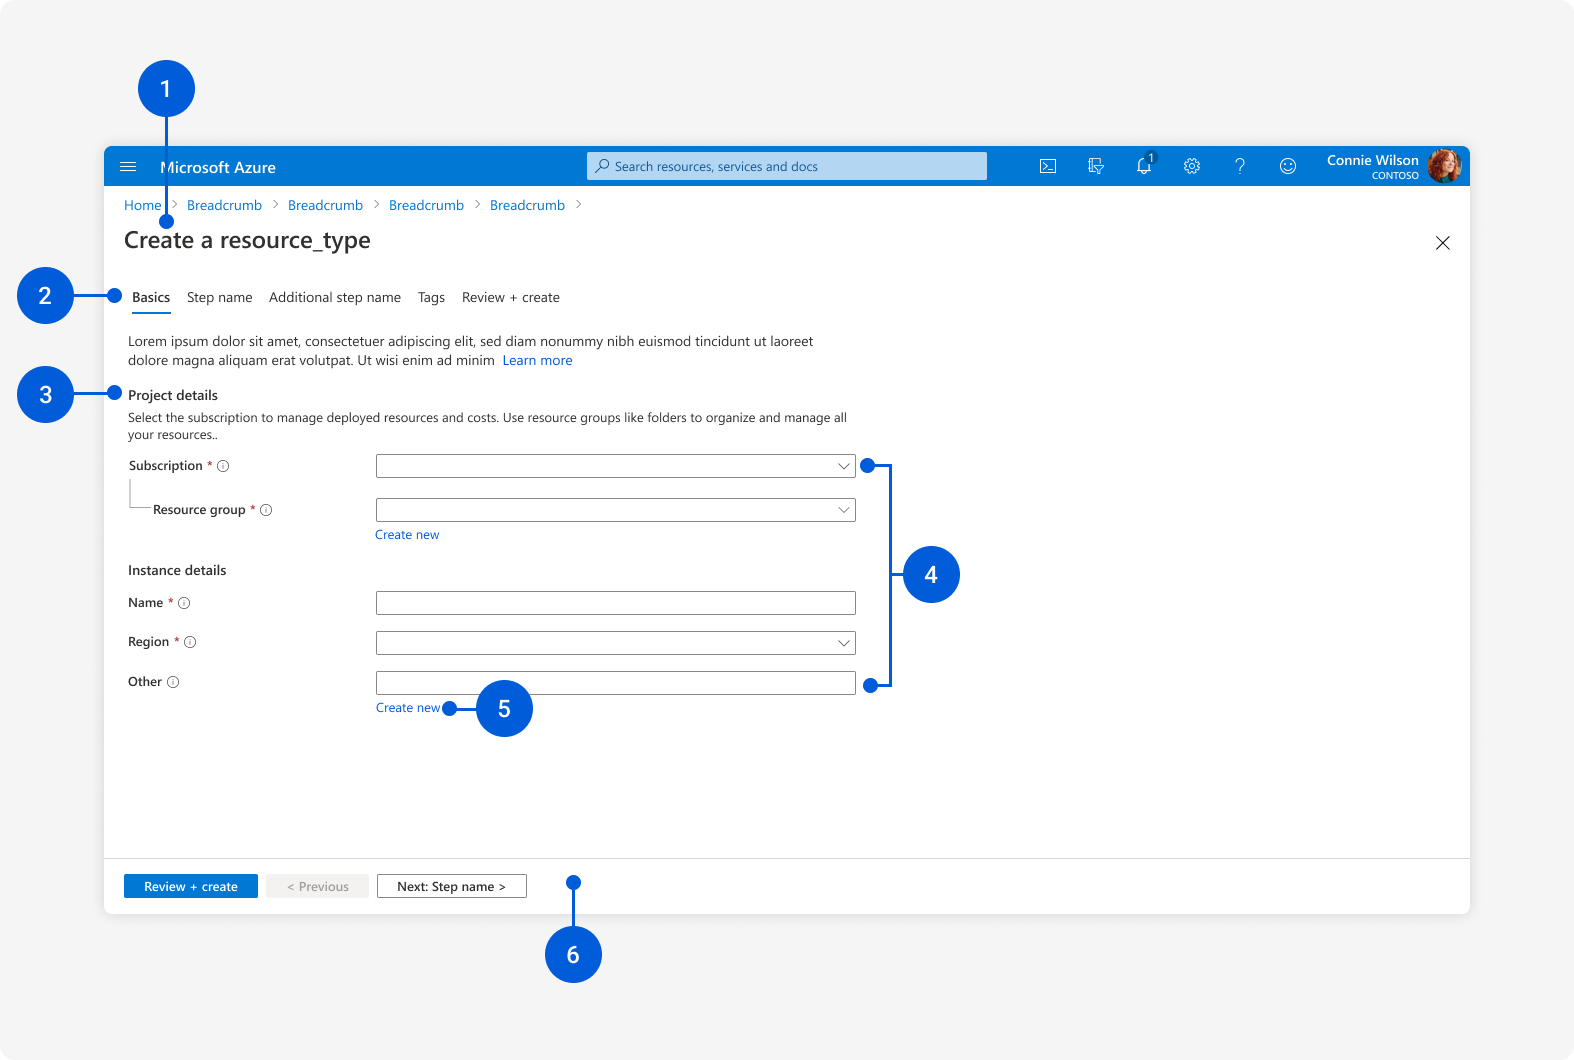 1
Microsoft Azure
Search resources, services and docs
1
Connie Wilson
CONTOSO
Home > Breadcrumb > Breadcrumb > Breadcrumb > Breadcrumb >
Create a resource_type
2
Basics Step name Additional step name Tags Review + create
Lorem ipsum dolor sit amet, consectetuer adipiscing elit, sed diam nonummy nibh euismod tincidunt ut laoreet
dolore magna aliquam erat volutpat. Ut wisi enim ad minim Learn more
3
Project details
Select the subscription to manage deployed resources and costs. Use resource groups like folders to organize and manage all
your resources..
Subscription *
Resource group *
Create new
4
Instance details
Name *
Region *
Other
Create new
5
Review + create
< Previous
Next: Step name >
6